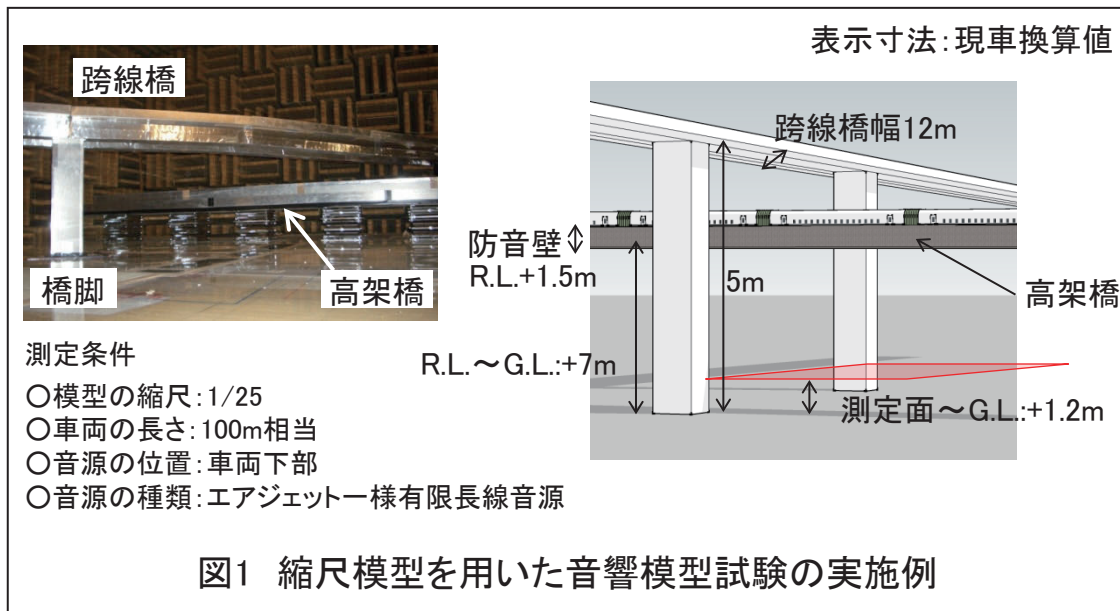 表示寸法:現車換算値
跨線橋
橋脚
高架橋
跨線橋幅12m
防音壁
R.L.+1.5m
5m
高架橋
R.L.~G.L.:+7m
測定面~G.L.:+1.2m
測定条件
○模型の縮尺:1/25
○車両の長さ:100m相当
○音源の位置:車両下部
○音源の種類:エアジェット一様有限長線音源
図1 縮尺模型を用いた音響模型試験の実施例